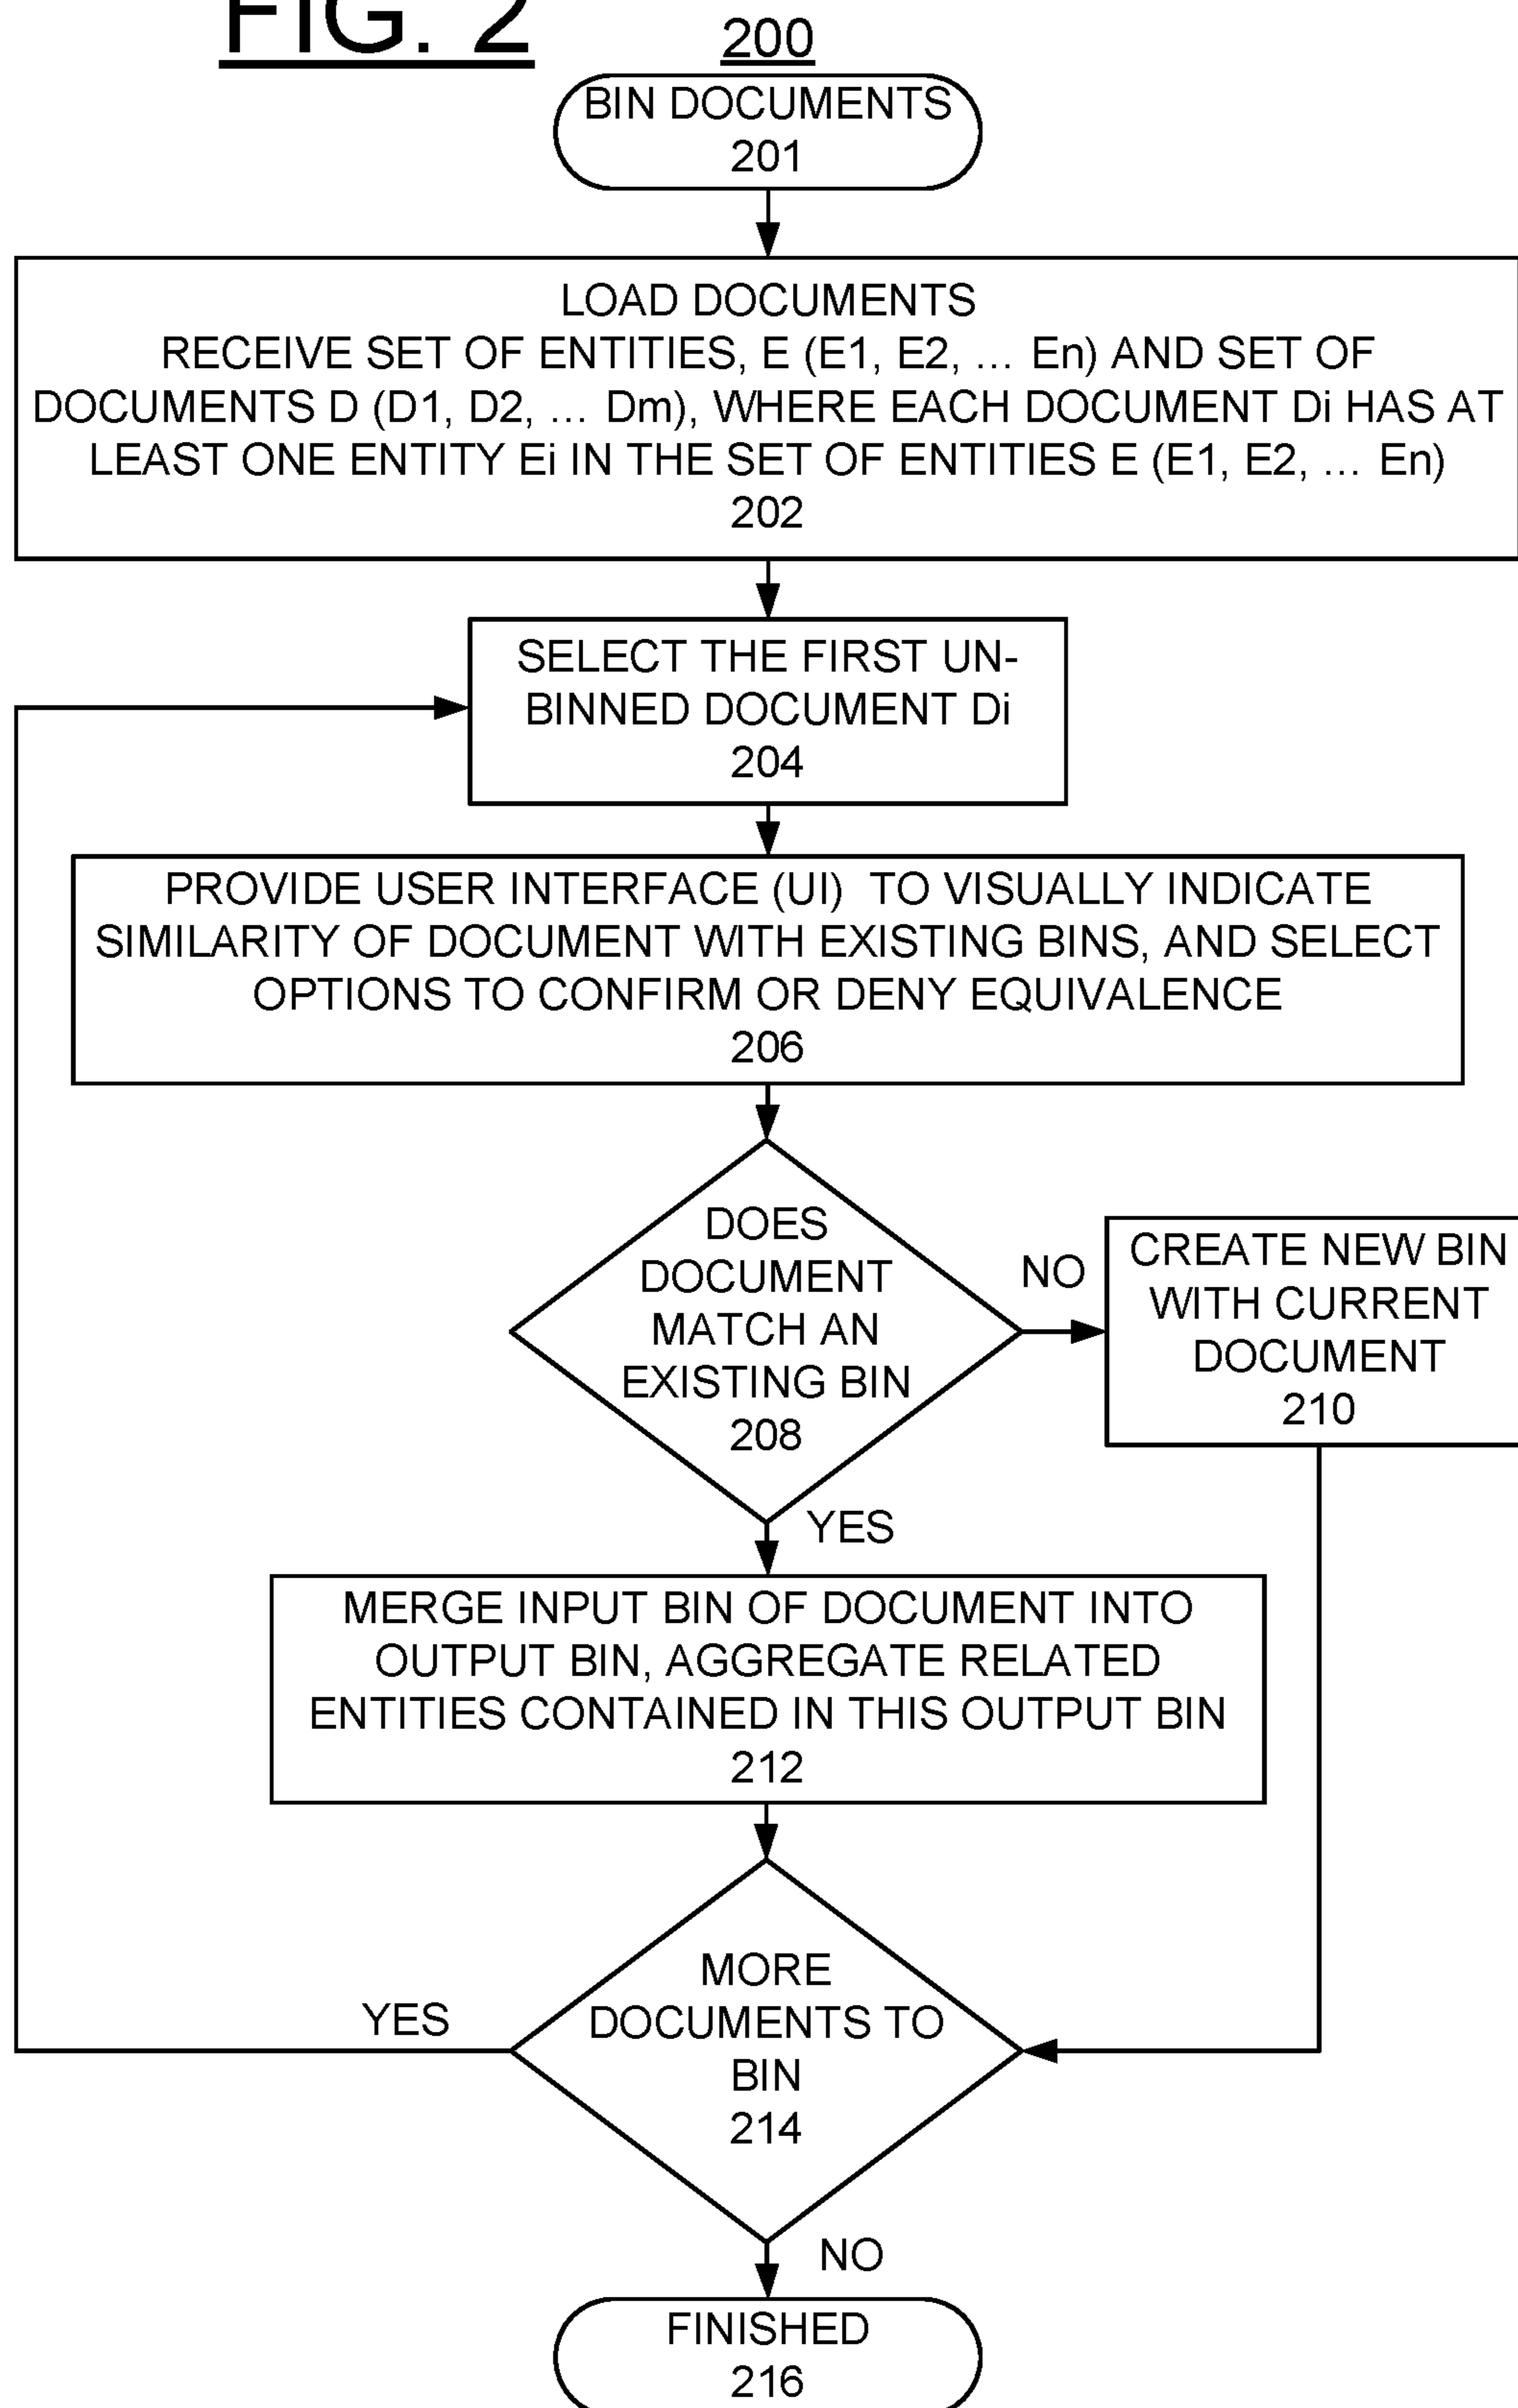 FIG. 2
200
BIN DOCUMENTS
201
LOAD DOCUMENTS
RECEIVE SET OF ENTITIES, E (E1, E2, ... En) AND SET OF
DOCUMENTS D (D1, D2, ... Dm), WHERE EACH DOCUMENT Di HAS AT
LEAST ONE ENTITY Ei IN THE SET OF ENTITIES E (E1, E2, ... En)
202
SELECT THE FIRST UN-
BINNED DOCUMENT Di
204
PROVIDE USER INTERFACE (UI) TO VISUALLY INDICATE
SIMILARITY OF DOCUMENT WITH EXISTING BINS, AND SELECT
OPTIONS TO CONFIRM OR DENY EQUIVALENCE
206
DOES
DOCUMENT
MATCH AN
EXISTING BIN
208
NO
CREATE NEW BIN
WITH CURRENT
DOCUMENT
210
YES
MERGE INPUT BIN OF DOCUMENT INTO
OUTPUT BIN, AGGREGATE RELATED
ENTITIES CONTAINED IN THIS OUTPUT BIN
212
MORE
DOCUMENTS TO
BIN
214
YES
NO
FINISHED
216